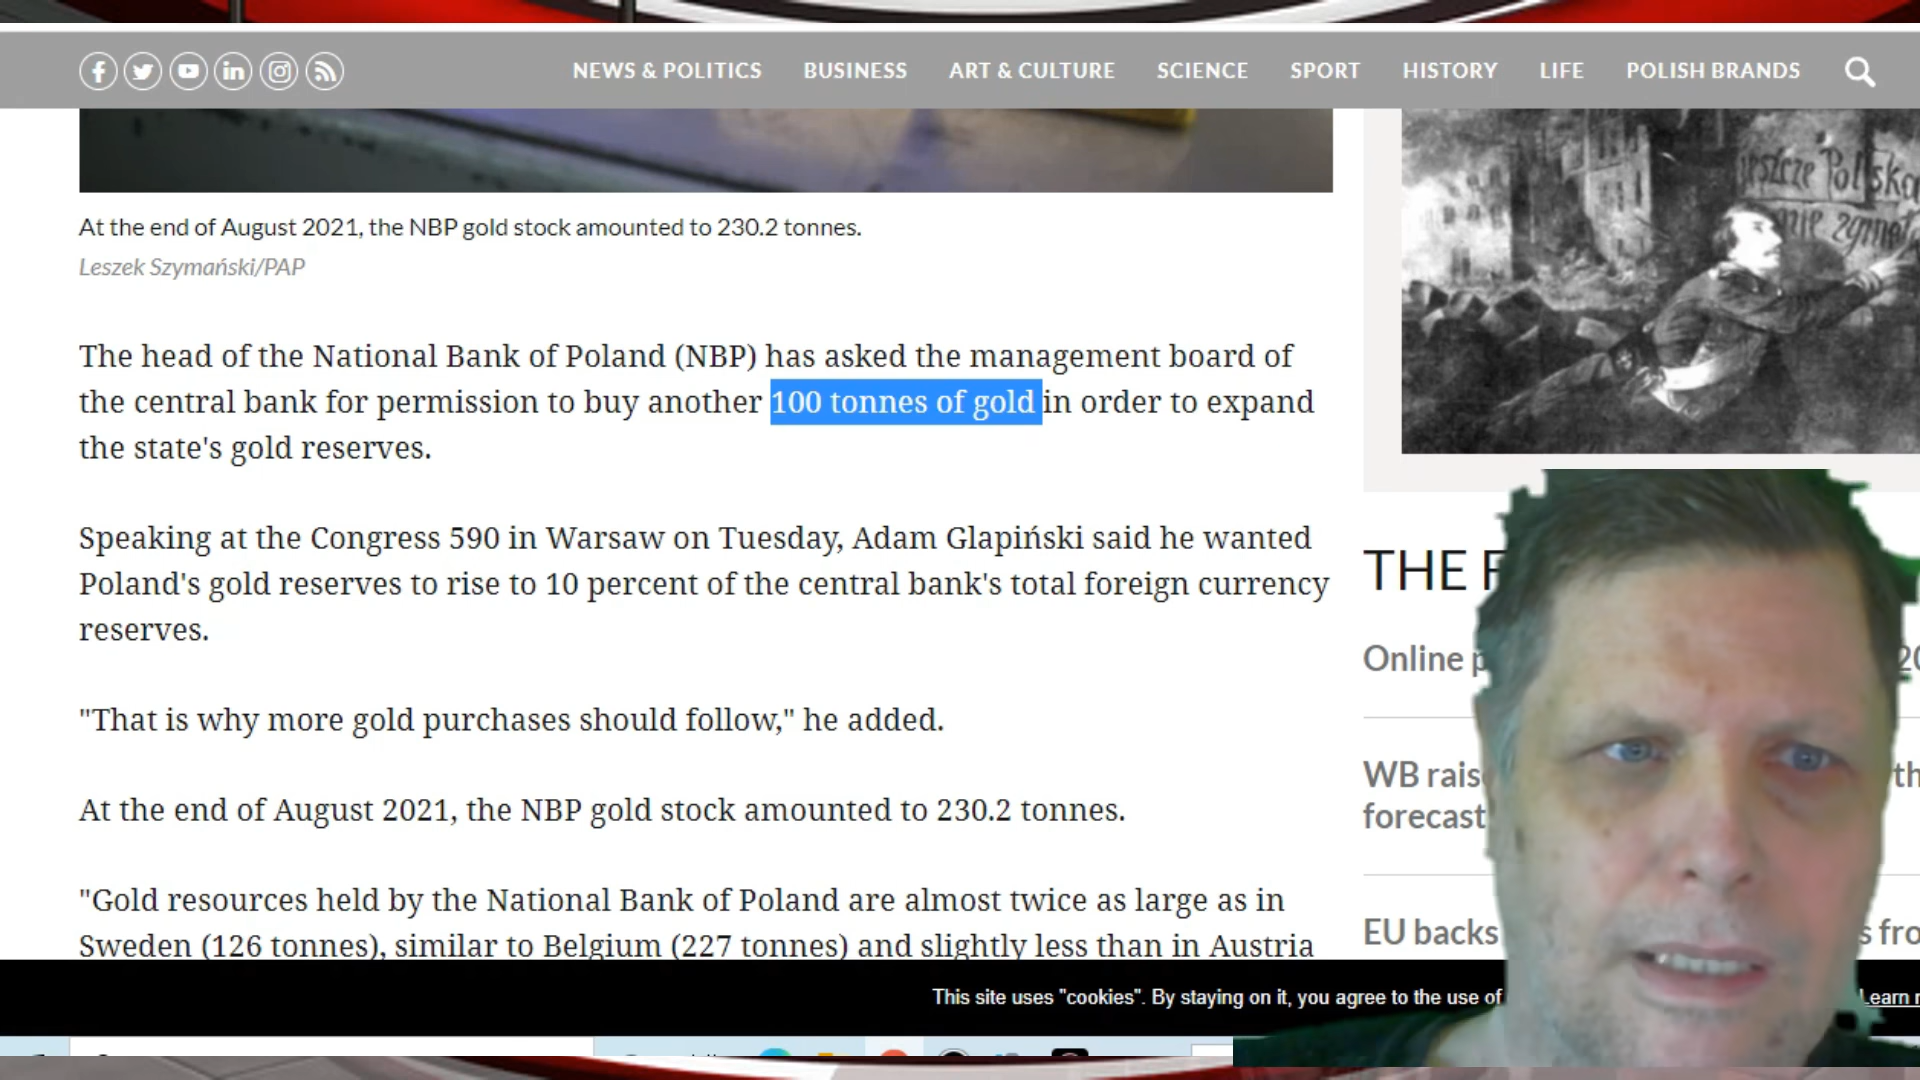 NEWS & POLITICS BUSINESS ART & CULTURE SCIENCE SPORT HISTORY LIFE POLISH BRANDS
At the end of August 2021, the NBP gold stock amounted to 230.2 tonnes.
Leszek Szymański/PAP
The head of the National Bank of Poland (NBP) has asked the management board of
the central bank for permission to buy another 100 tonnes of gold in order to expand
the state's gold reserves.
Speaking at the Congress 590 in Warsaw on Tuesday, Adam Glapiński said he wanted
Poland's gold reserves to rise to 10 percent of the central bank's total foreign currency
reserves.
"That is why more gold purchases should follow," he added.
At the end of August 2021, the NBP gold stock amounted to 230.2 tonnes.
"Gold resources held by the National Bank of Poland are almost twice as large as in
Sweden (126 tonnes), similar to Belgium (227 tonnes) and slightly less than in Austria
THE
Online
WB
forecast
EU backs
This site uses "cookies". By staying on it, you agree to the use of
Learn